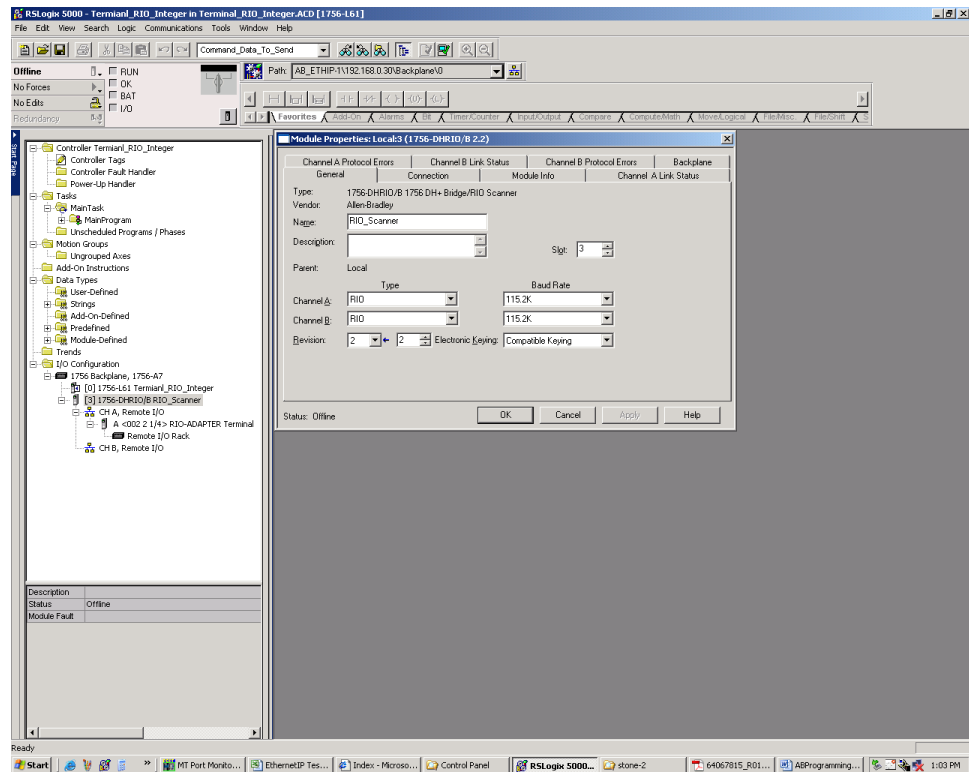 RSLogix 5000 - Termianl_RIO_Integer in Terminal_RIO_Integer.ACD [1756-L61]
File Edit View Search Logic Communications Tools Window Help
Command_Data_To_Send
Offline
RUN
No Forces
OK
No Edits
BAT
Redundancy
I/O
Path: AB_ETHIP-1\192.168.0.30\Backplane\0
Favorites Add-On Alarms Bit Timer/Counter Input/Output Compare Compute/Math Move/Logical File/Misc. File/Shift S
Start Page
Controller Termianl_RIO_Integer
Controller Tags
Controller Fault Handler
Power-Up Handler
Tasks
MainTask
MainProgram
Unscheduled Programs / Phases
Motion Groups
Ungrouped Axes
Add-On Instructions
Data Types
User-Defined
Strings
Add-On-Defined
Predefined
Module-Defined
Trends
I/O Configuration
1756 Backplane, 1756-A7
[0] 1756-L61 Termianl_RIO_Integer
[3] 1756-DHRIO/B RIO_Scanner
CH A, Remote I/O
A <002 2 1/4> RIO-ADAPTER Terminal
Remote I/O Rack
CH B, Remote I/O
Description
Status Offline
Module Fault
Module Properties: Local:3 (1756-DHRIO/B 2.2)
Channel A Protocol Errors Channel B Link Status Channel B Protocol Errors Backplane
General Connection Module Info Channel A Link Status
Type: 1756-DHRIO/B 1756 DH+ Bridge/RIO Scanner
Vendor: Allen-Bradley
Name: RIO_Scanner
Description:
Slot: 3
Parent: Local
Type Baud Rate
Channel A: RIO 115.2K
Channel B: RIO 115.2K
Revision: 2 2 Electronic Keying: Compatible Keying
Status: Offline
OK Cancel Apply Help
Ready
Start » MT Port Monito... EthernetIP Tes... Index - Microso... Control Panel RSLogix 5000... stone-2 64067815_R01... ABProgramming... 1:03 PM